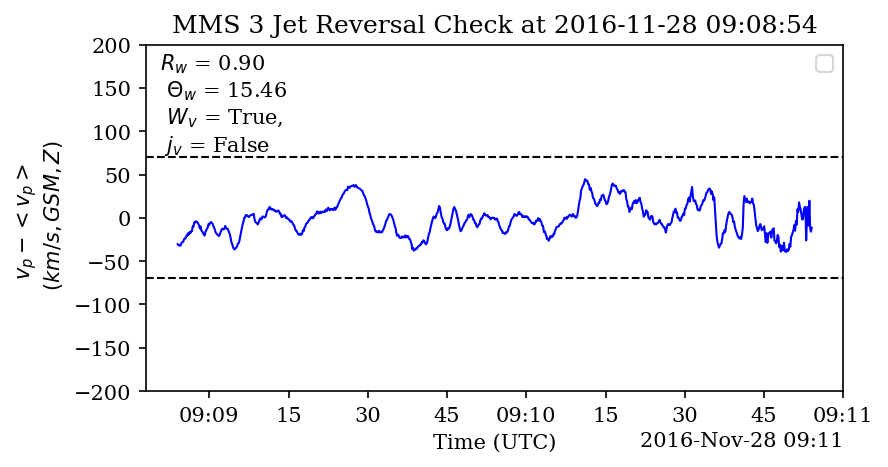 MMS 3 Jet Reversal Check at 2016-11-28 09:08:54
R_w = 0.90
Θ_w = 15.46
W_v = True,
j_v = False
v_p − <v_p>
(km/s, GSM, Z)
200
150
100
50
0
−50
−100
−150
−200
09:09 15 30 45 09:10 15 30 45 09:11
Time (UTC)
2016-Nov-28 09:11